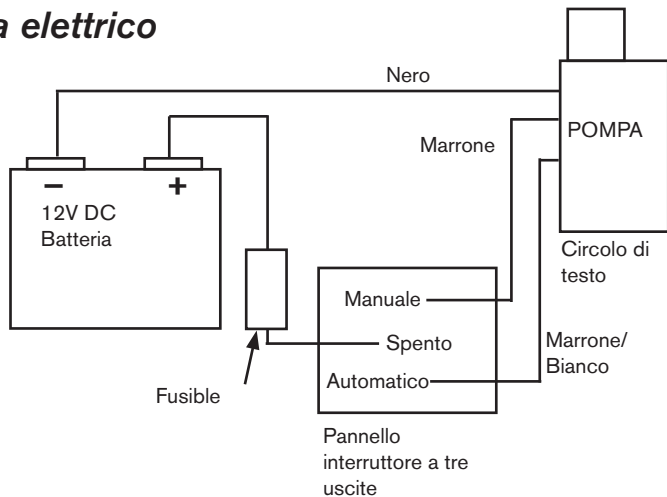 a elettrico
Nero
Marrone
POMPA
– +
12V DC
Batteria
Circolo di
testo
Manuale
Spento
Automatico
Marrone/
Bianco
Fusible
Pannello
interruttore a tre
uscite